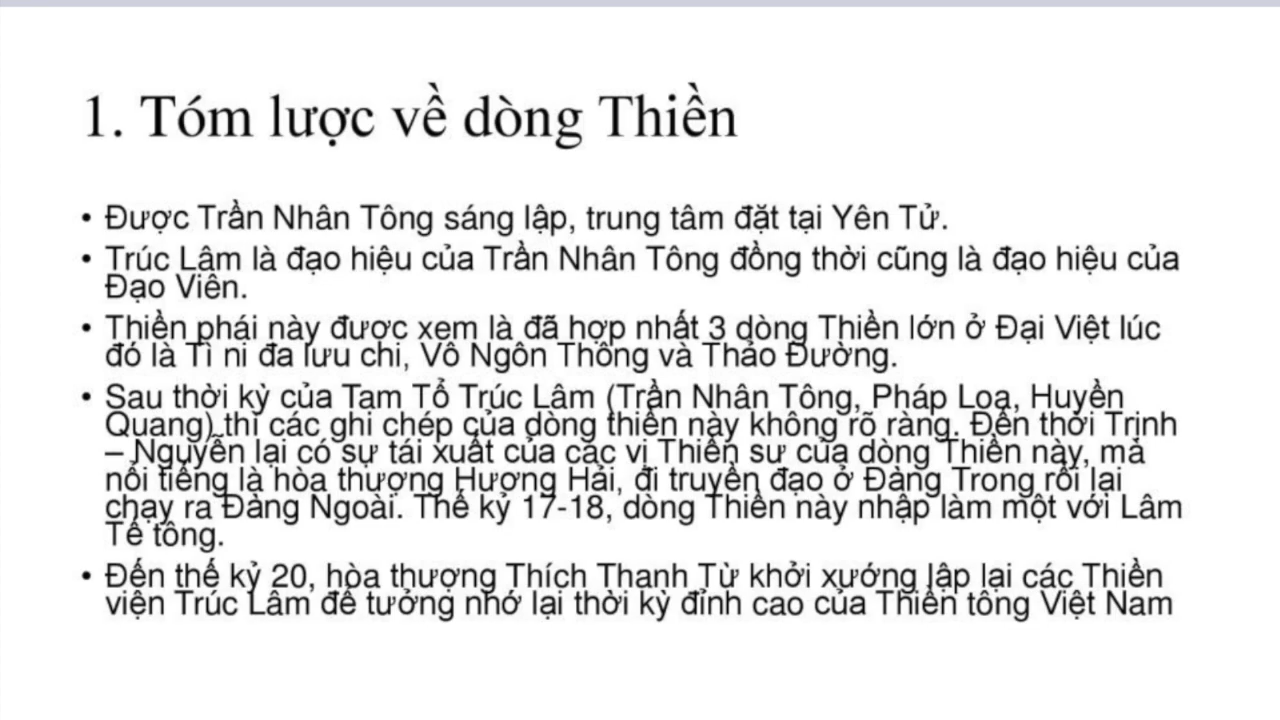 1. Tóm lược về dòng Thiền
• Được Trần Nhân Tông sáng lập, trung tâm đặt tại Yên Tử.
• Trúc Lâm là đạo hiệu của Trần Nhân Tông đồng thời cũng là đạo hiệu của
Đạo Viên.
• Thiền phái này được xem là đã hợp nhất 3 dòng Thiền lớn ở Đại Việt lúc
đó là Tì ni đa lưu chi, Vô Ngôn Thông và Thảo Đường.
• Sau thời kỳ của Tam Tổ Trúc Lâm (Trần Nhân Tông, Pháp Loa, Huyền
Quang) thì các ghi chép của dòng thiền này không rõ ràng. Đến thời Trịnh
– Nguyễn lại có sự tái xuất của các vị Thiền sư của dòng Thiền này, mà
nổi tiếng là hòa thượng Hương Hải, đi truyền đạo ở Đàng Trong rồi lại
chạy ra Đàng Ngoài. Thế kỷ 17-18, dòng Thiền này nhập làm một với Lâm
Tế tông.
• Đến thế kỷ 20, hòa thượng Thích Thanh Từ khởi xướng lập lại các Thiền
viện Trúc Lâm để tưởng nhớ lại thời kỳ đỉnh cao của Thiền tông Việt Nam